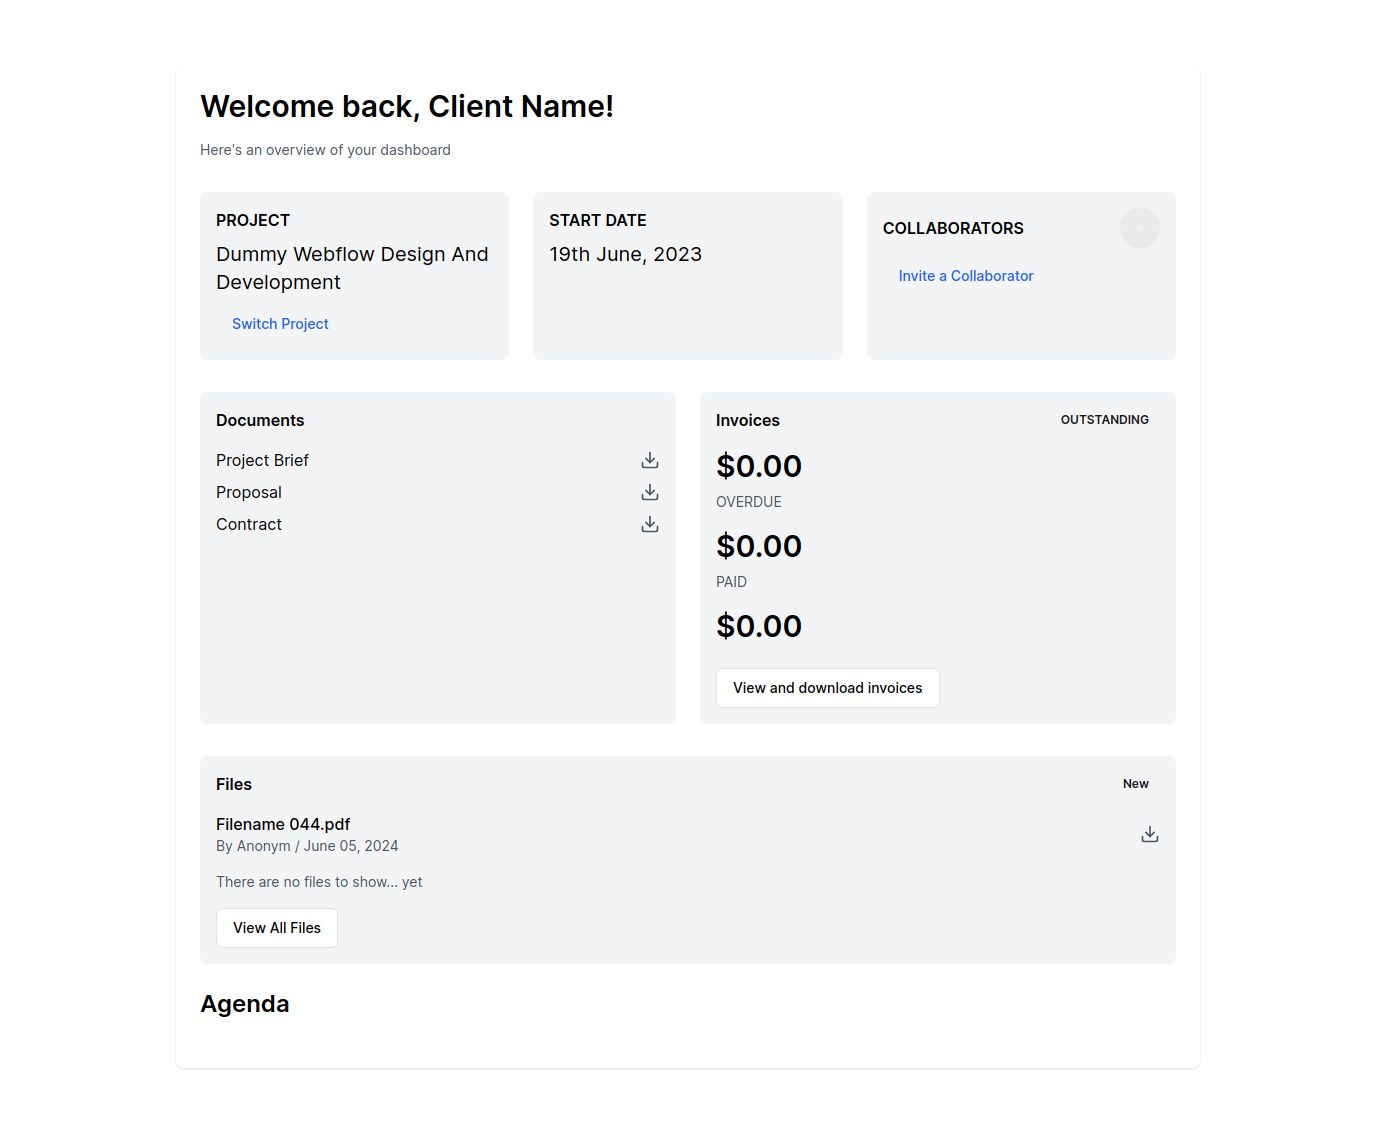 Welcome back, Client Name!
Here's an overview of your dashboard
PROJECT
Dummy Webflow Design And
Development
Switch Project
START DATE
19th June, 2023
COLLABORATORS
Invite a Collaborator
Documents
Project Brief
Proposal
Contract
Invoices
OUTSTANDING
$0.00
OVERDUE
$0.00
PAID
$0.00
View and download invoices
Files
New
Filename 044.pdf
By Anonym / June 05, 2024
There are no files to show... yet
View All Files
Agenda